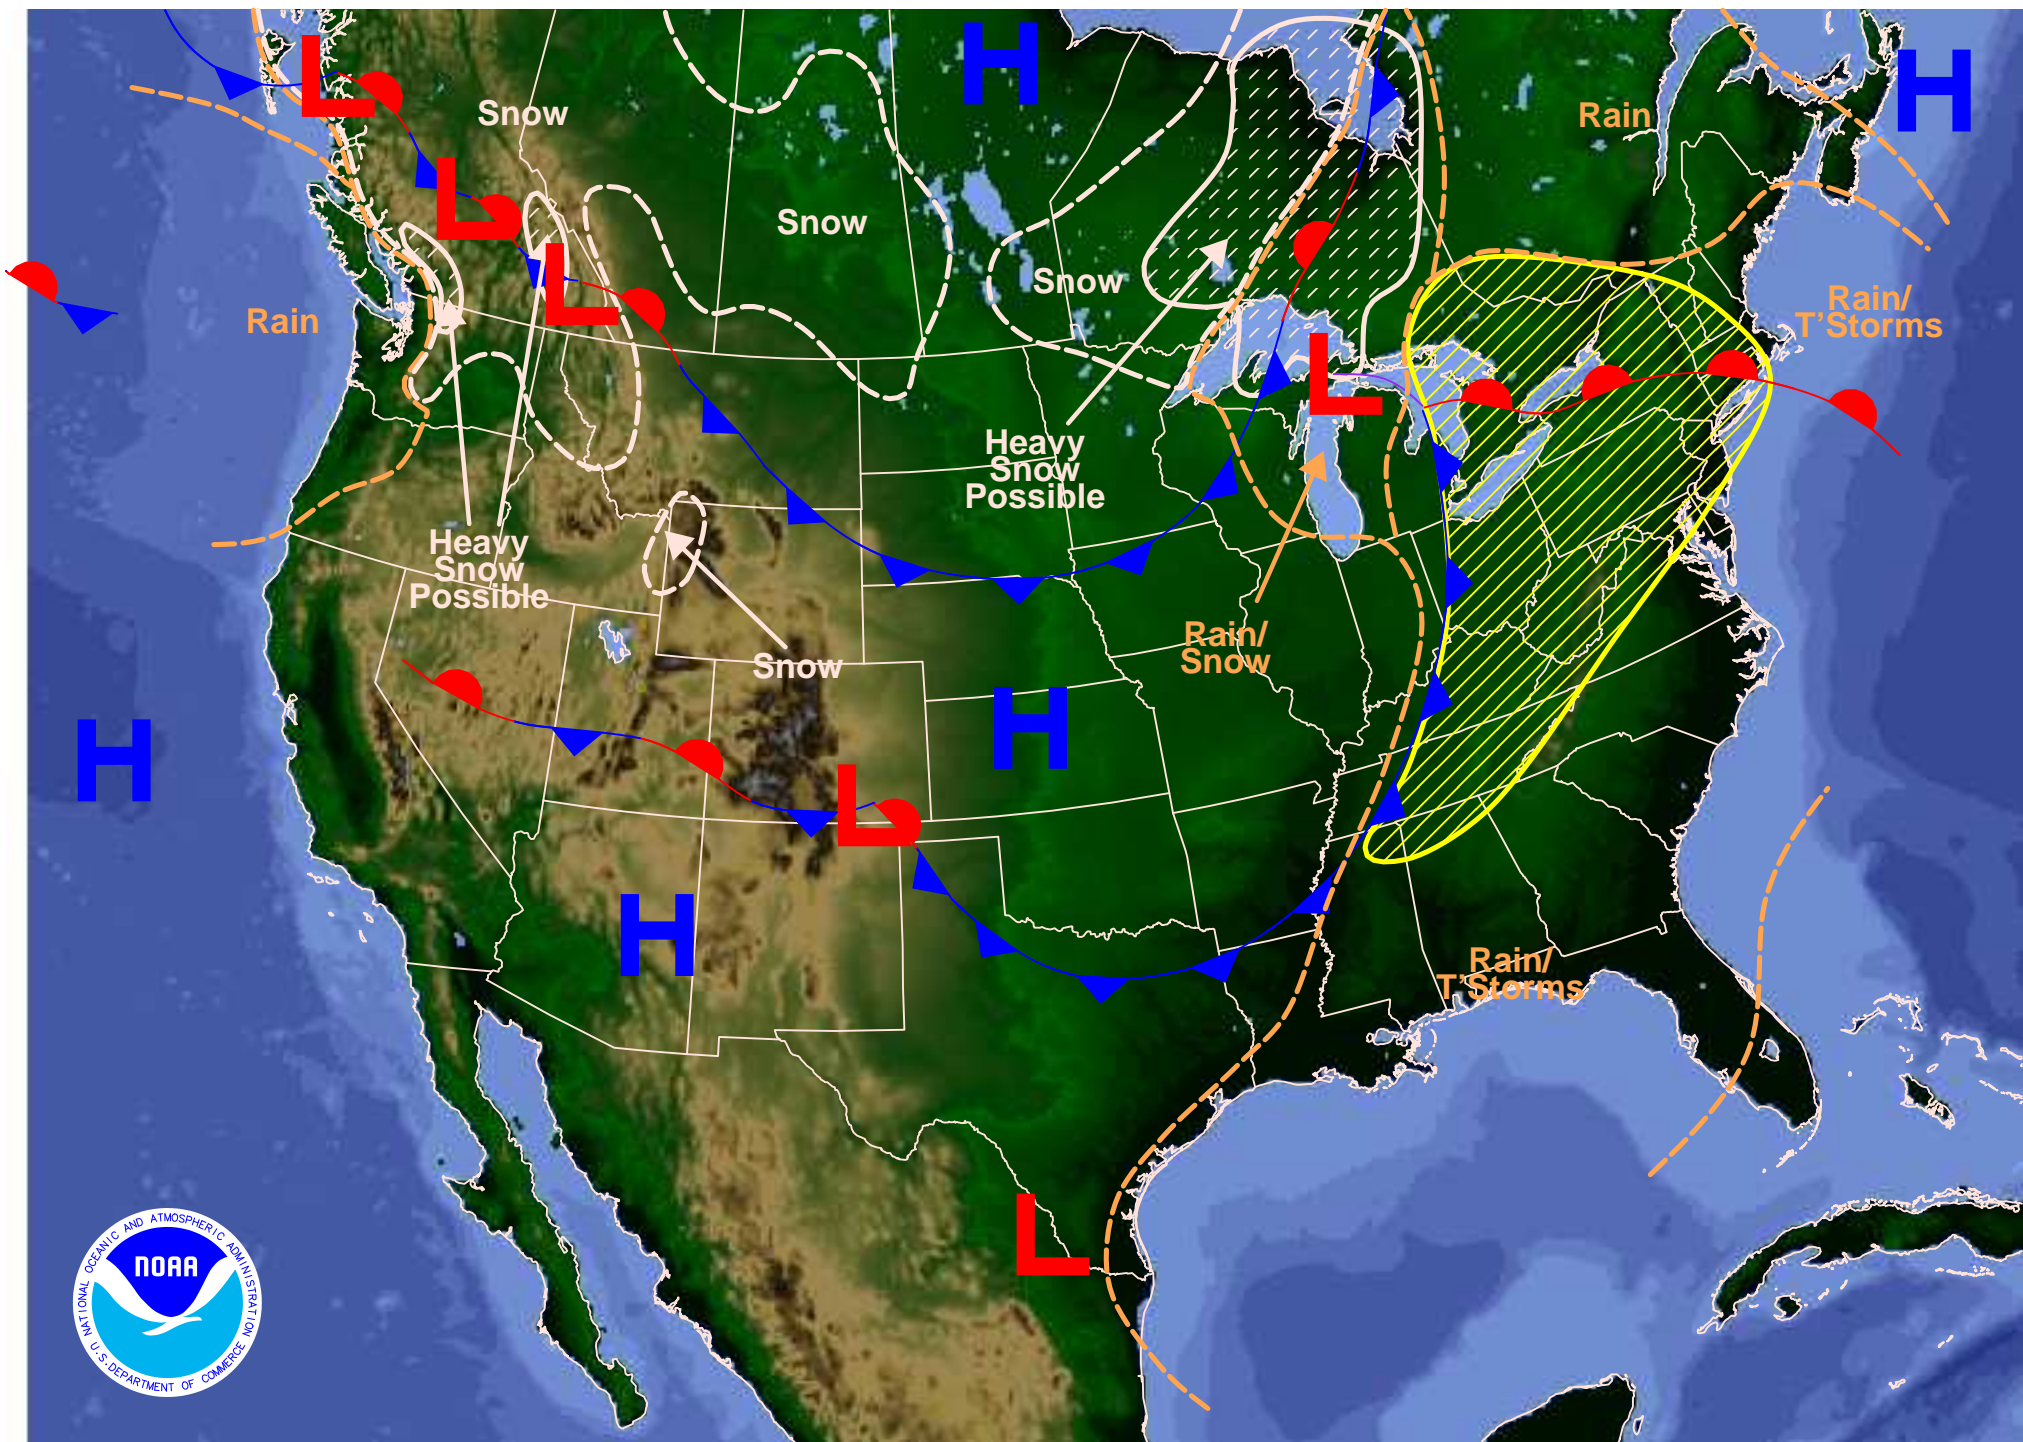 H
L
H
Snow
Rain
L
Snow
L
Snow
Rain
Rain/
T'Storms
L
Heavy
Snow
Possible
Heavy
Snow
Possible
Rain/
Snow
Snow
H
H
L
H
Rain/
T'Storms
L
NATIONAL OCEANIC AND ATMOSPHERIC ADMINISTRATION
NOAA
U.S. DEPARTMENT OF COMMERCE